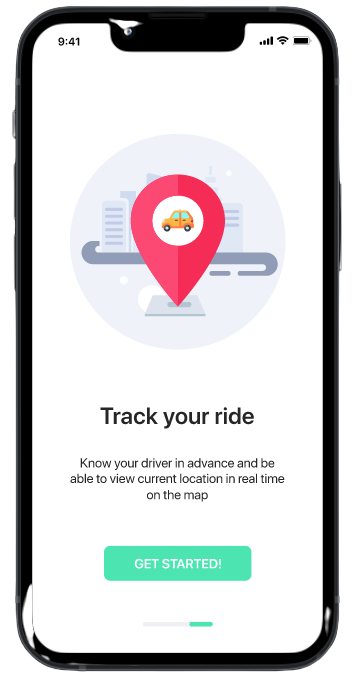 9:41
Track your ride
Know your driver in advance and be
able to view current location in real time
on the map
GET STARTED!